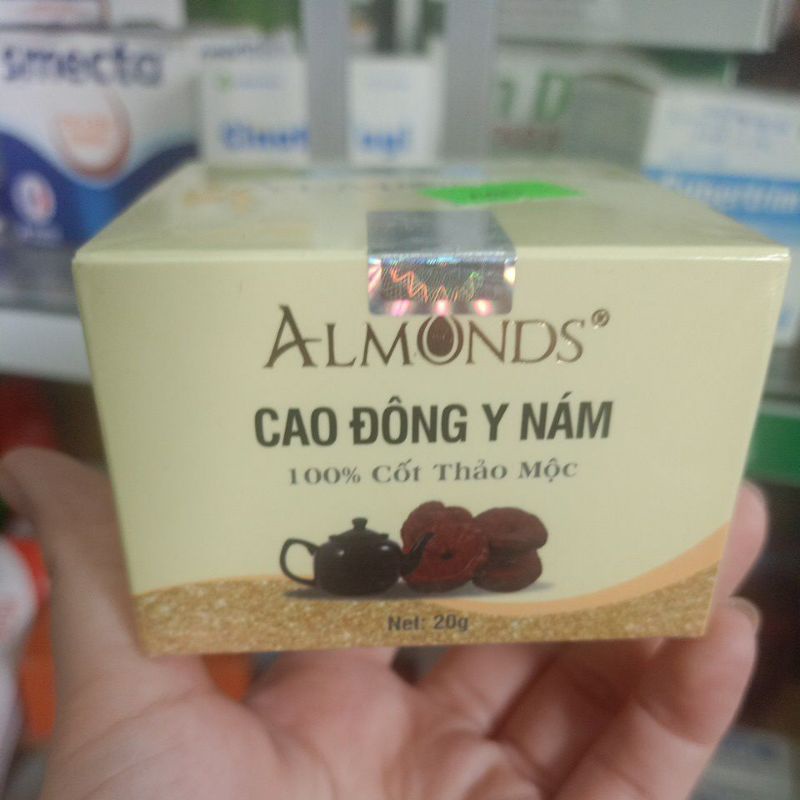 smecta
ALMONDS®
CAO ĐÔNG Y NÁM
100% Cốt Thảo Mộc
Net: 20g